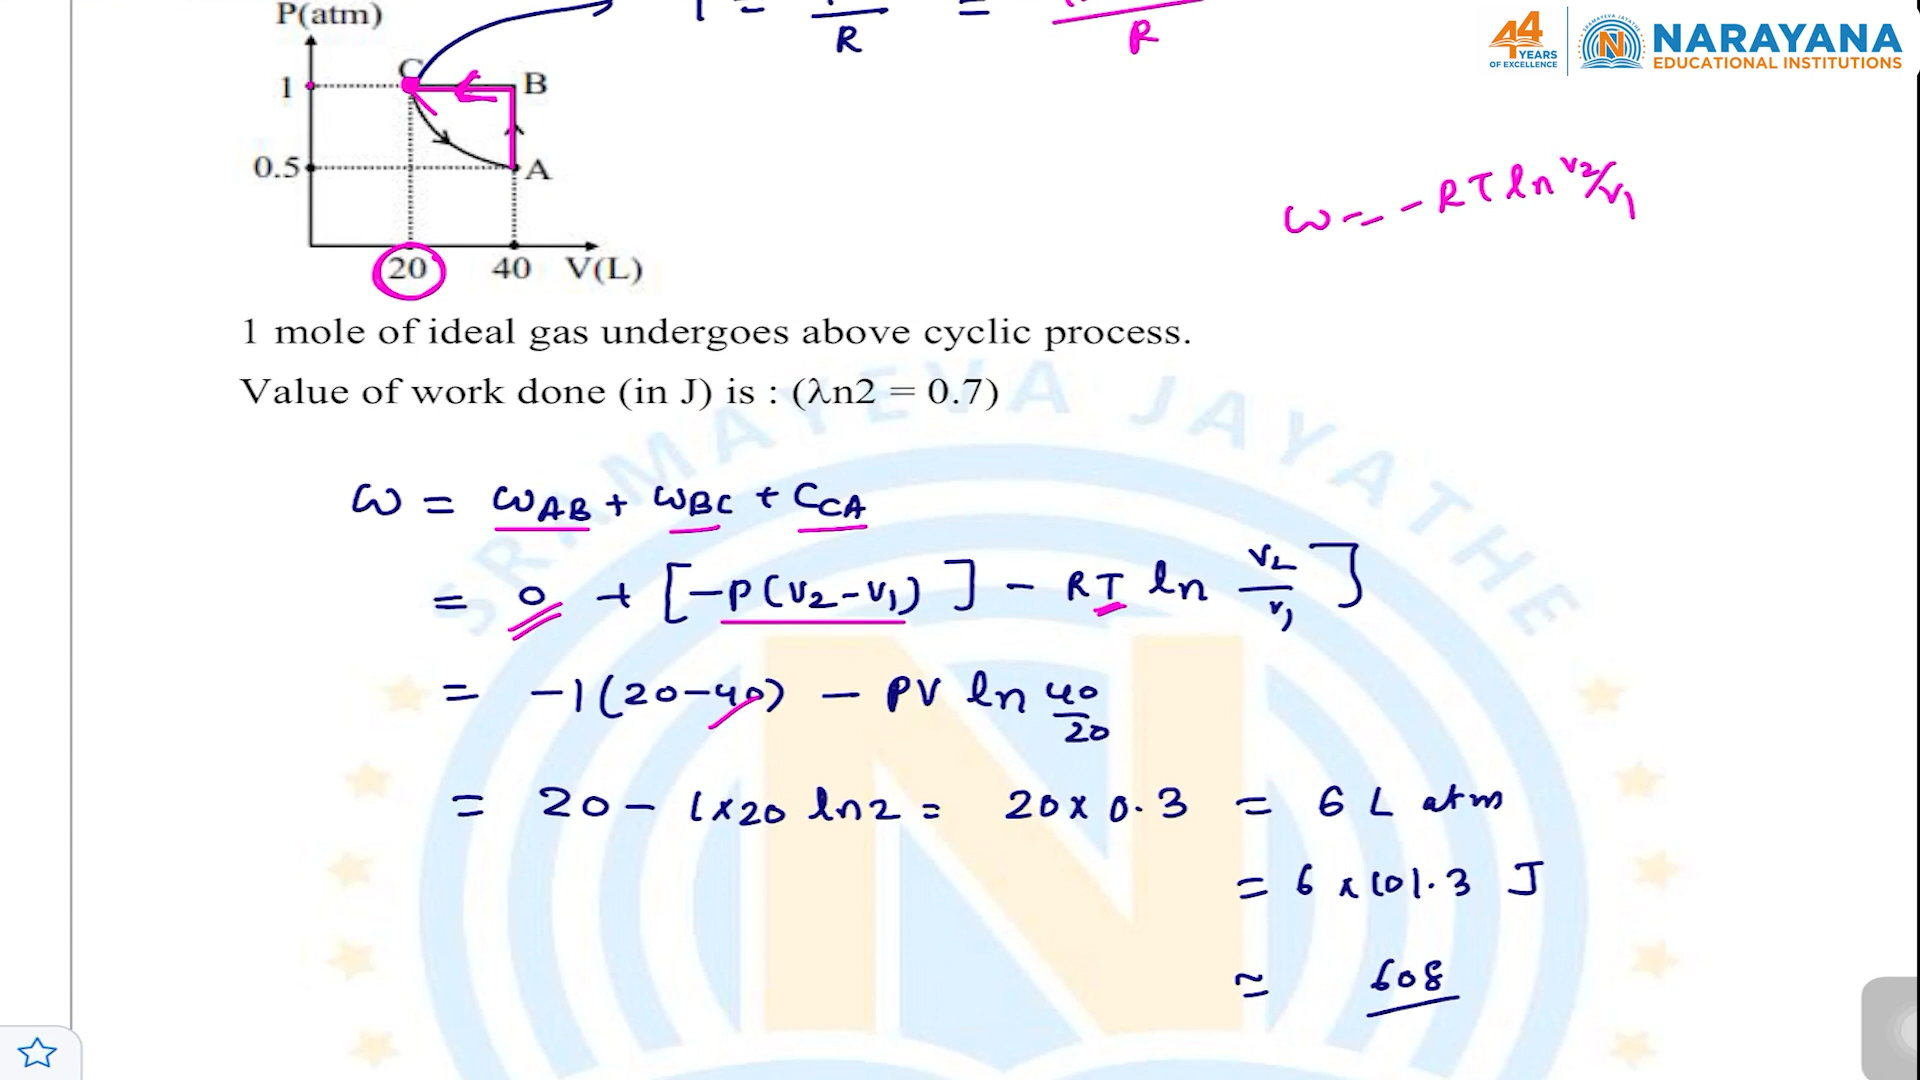 P(atm)
44 YEARS OF EXCELLENCE
NARAYANA
EDUCATIONAL INSTITUTIONS
=
R
=
R
C
1
B
0.5
A
20 40 V(L)
ω = - RT ln V2/V1
1 mole of ideal gas undergoes above cyclic process.
Value of work done (in J) is : (λn2 = 0.7)
ω = ωAB + ωBC + CCA
= 0 + [-P(V2-V1)] - RT ln V2/V1 ]
= -1(20-40) - PV ln 40/20
= 20 - 1×20 ln2 = 20×0.3 = 6 L atm
= 6 × 101.3 J
≈ 608
SRAMAYEVA JAYATHE
N